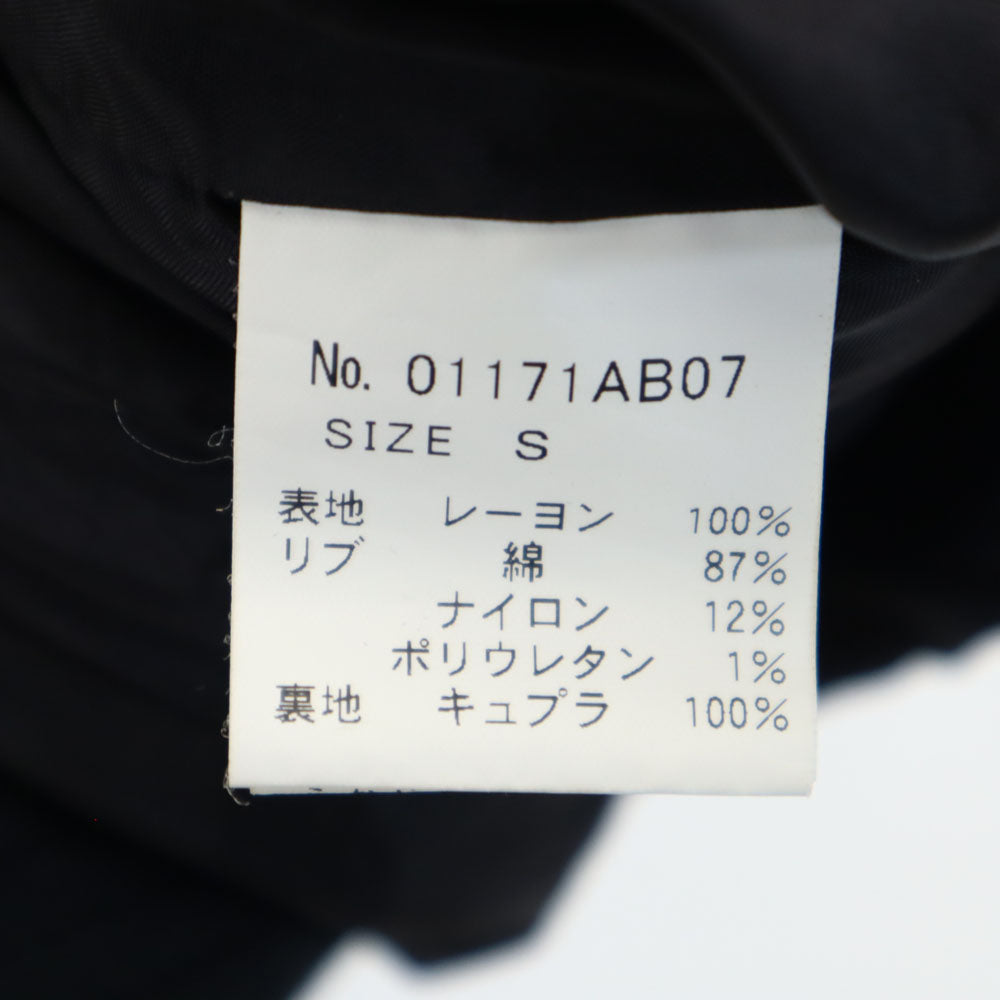 No. 01171AB07
SIZE S
表地 レーヨン 100%
リブ 綿 87%
ナイロン 12%
ポリウレタン 1%
裏地 キュプラ 100%